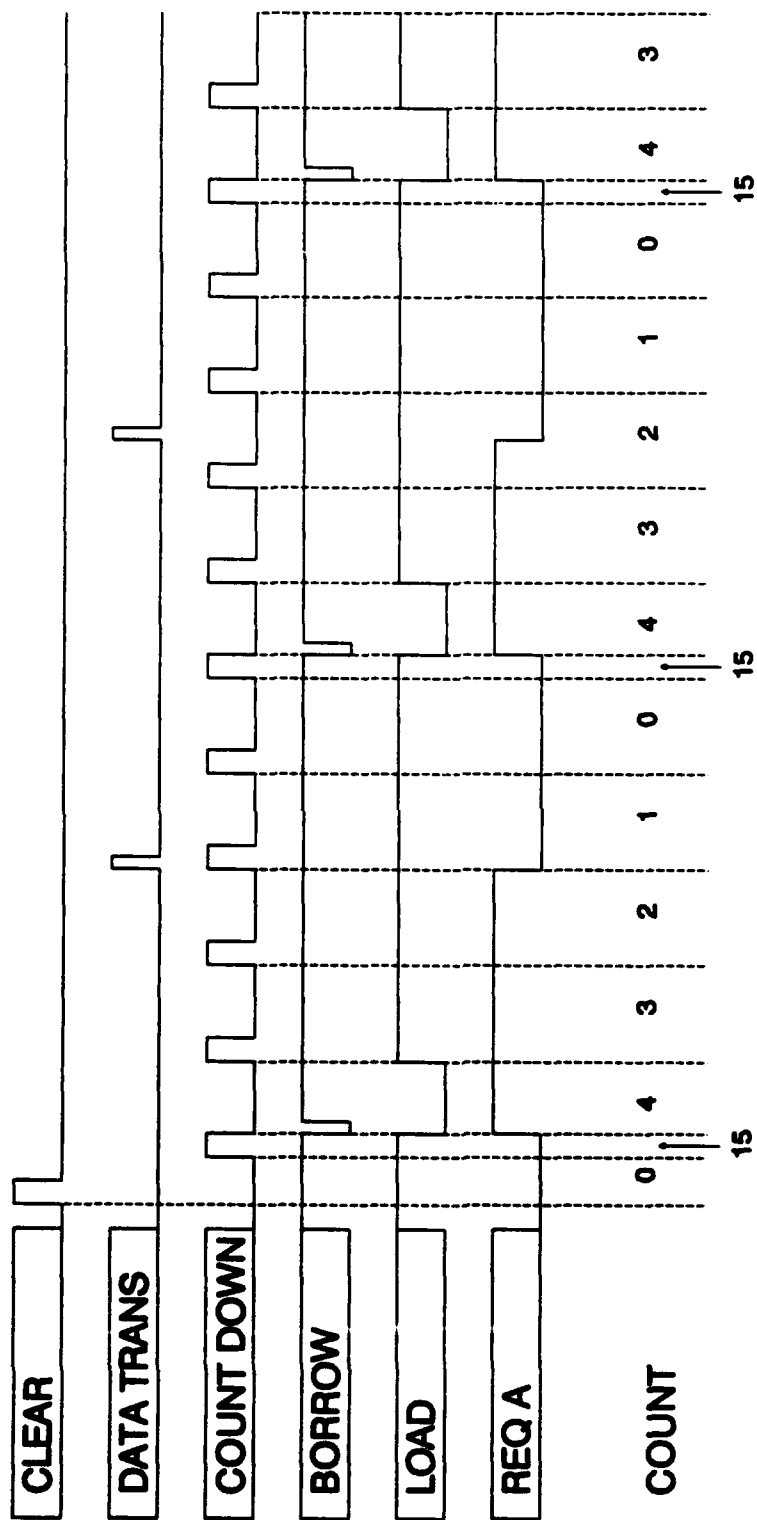 CLEAR
DATA TRANS
COUNT DOWN
BORROW
LOAD
REQ A
COUNT 0 4 3 2 1 0 4 3 2 1 0 4 3
15 15 15